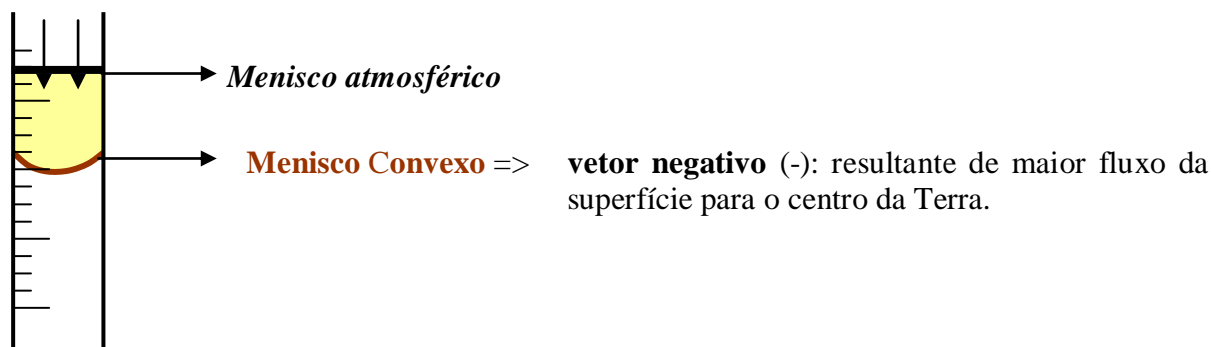 Menisco atmosférico
Menisco Convexo => vetor negativo (-): resultante de maior fluxo da
superfície para o centro da Terra.